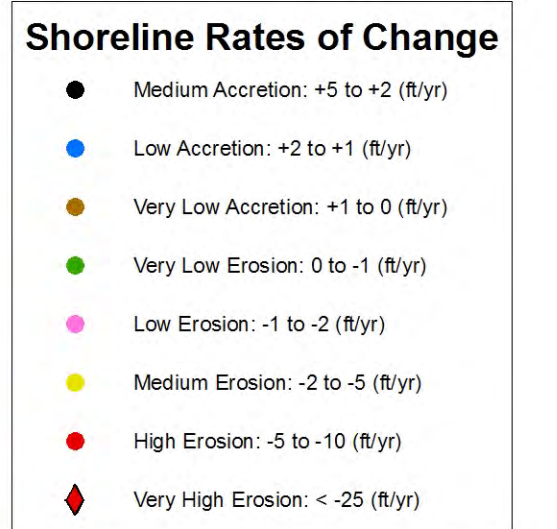 Shoreline Rates of Change
Medium Accretion: +5 to +2 (ft/yr)
Low Accretion: +2 to +1 (ft/yr)
Very Low Accretion: +1 to 0 (ft/yr)
Very Low Erosion: 0 to -1 (ft/yr)
Low Erosion: -1 to -2 (ft/yr)
Medium Erosion: -2 to -5 (ft/yr)
High Erosion: -5 to -10 (ft/yr)
Very High Erosion: < -25 (ft/yr)